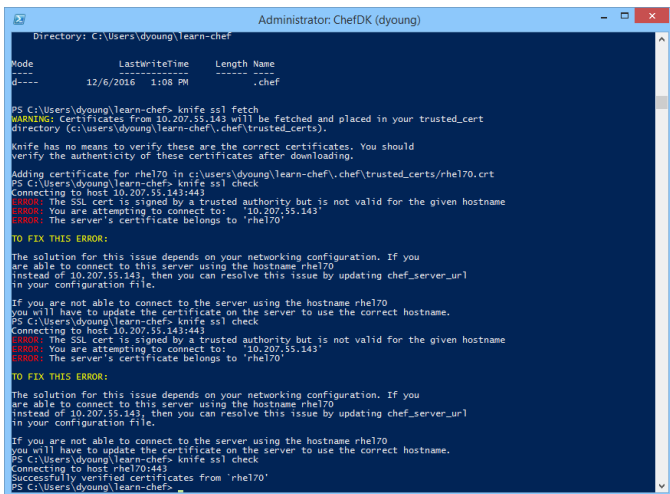 Administrator: ChefDK (dyoung)
Directory: C:\Users\dyoung\learn-chef
Mode LastWriteTime Length Name
---- ------------- ------ ----
d---- 12/6/2016 1:08 PM .chef
PS C:\Users\dyoung\learn-chef> knife ssl fetch
WARNING: Certificates from 10.207.55.143 will be fetched and placed in your trusted_cert
directory (c:\users\dyoung\learn-chef\.chef\trusted_certs).
Knife has no means to verify these are the correct certificates. You should
verify the authenticity of these certificates after downloading.
Adding certificate for rhel70 in c:\users\dyoung\learn-chef\.chef\trusted_certs/rhel70.crt
PS C:\Users\dyoung\learn-chef> knife ssl check
Connecting to host 10.207.55.143:443
ERROR: The SSL cert is signed by a trusted authority but is not valid for the given hostname
ERROR: You are attempting to connect to: '10.207.55.143'
ERROR: The server's certificate belongs to 'rhel70'
TO FIX THIS ERROR:
The solution for this issue depends on your networking configuration. If you
are able to connect to this server using the hostname rhel70
instead of 10.207.55.143, then you can resolve this issue by updating chef_server_url
in your configuration file.
If you are not able to connect to the server using the hostname rhel70
you will have to update the certificate on the server to use the correct hostname.
PS C:\Users\dyoung\learn-chef> knife ssl check
Connecting to host 10.207.55.143:443
ERROR: The SSL cert is signed by a trusted authority but is not valid for the given hostname
ERROR: You are attempting to connect to: '10.207.55.143'
ERROR: The server's certificate belongs to 'rhel70'
TO FIX THIS ERROR:
The solution for this issue depends on your networking configuration. If you
are able to connect to this server using the hostname rhel70
instead of 10.207.55.143, then you can resolve this issue by updating chef_server_url
in your configuration file.
If you are not able to connect to the server using the hostname rhel70
you will have to update the certificate on the server to use the correct hostname.
PS C:\Users\dyoung\learn-chef> knife ssl check
Connecting to host rhel70:443
Successfully verified certificates from `rhel70'
PS C:\Users\dyoung\learn-chef> _